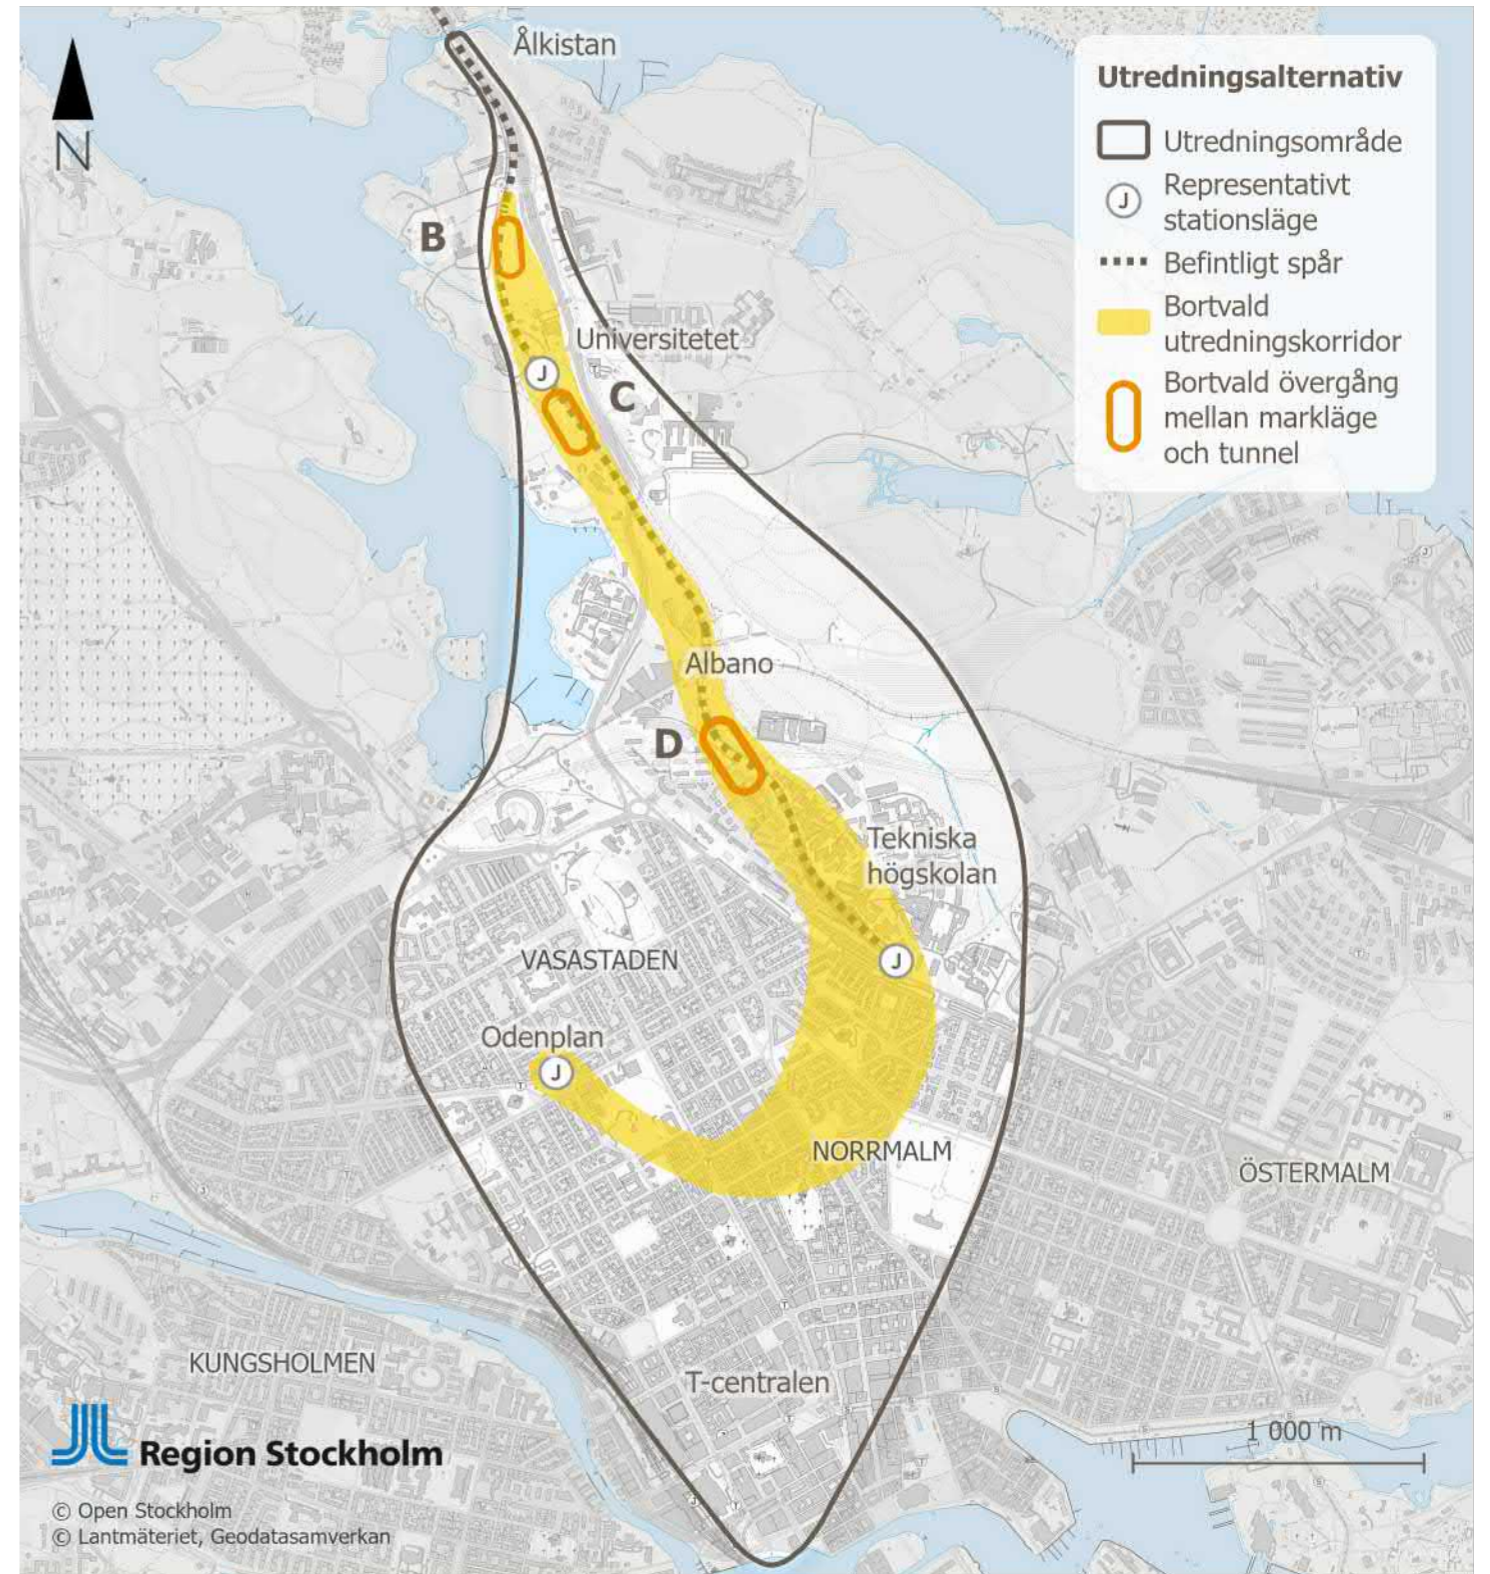 Ålkistan
Utredningsalternativ
Utredningsområde
J
Representativt
stationsläge
Befintligt spår
Bortvald
utredningskorridor
Bortvald övergång
mellan markläge
och tunnel
N
B
Universitetet
J
C
Albano
D
Tekniska
högskolan
VASASTADEN
J
Odenplan
J
NORRMALM
ÖSTERMALM
KUNGSHOLMEN
T-centralen
1 000 m
Region Stockholm
© Open Stockholm
© Lantmäteriet, Geodatasamverkan